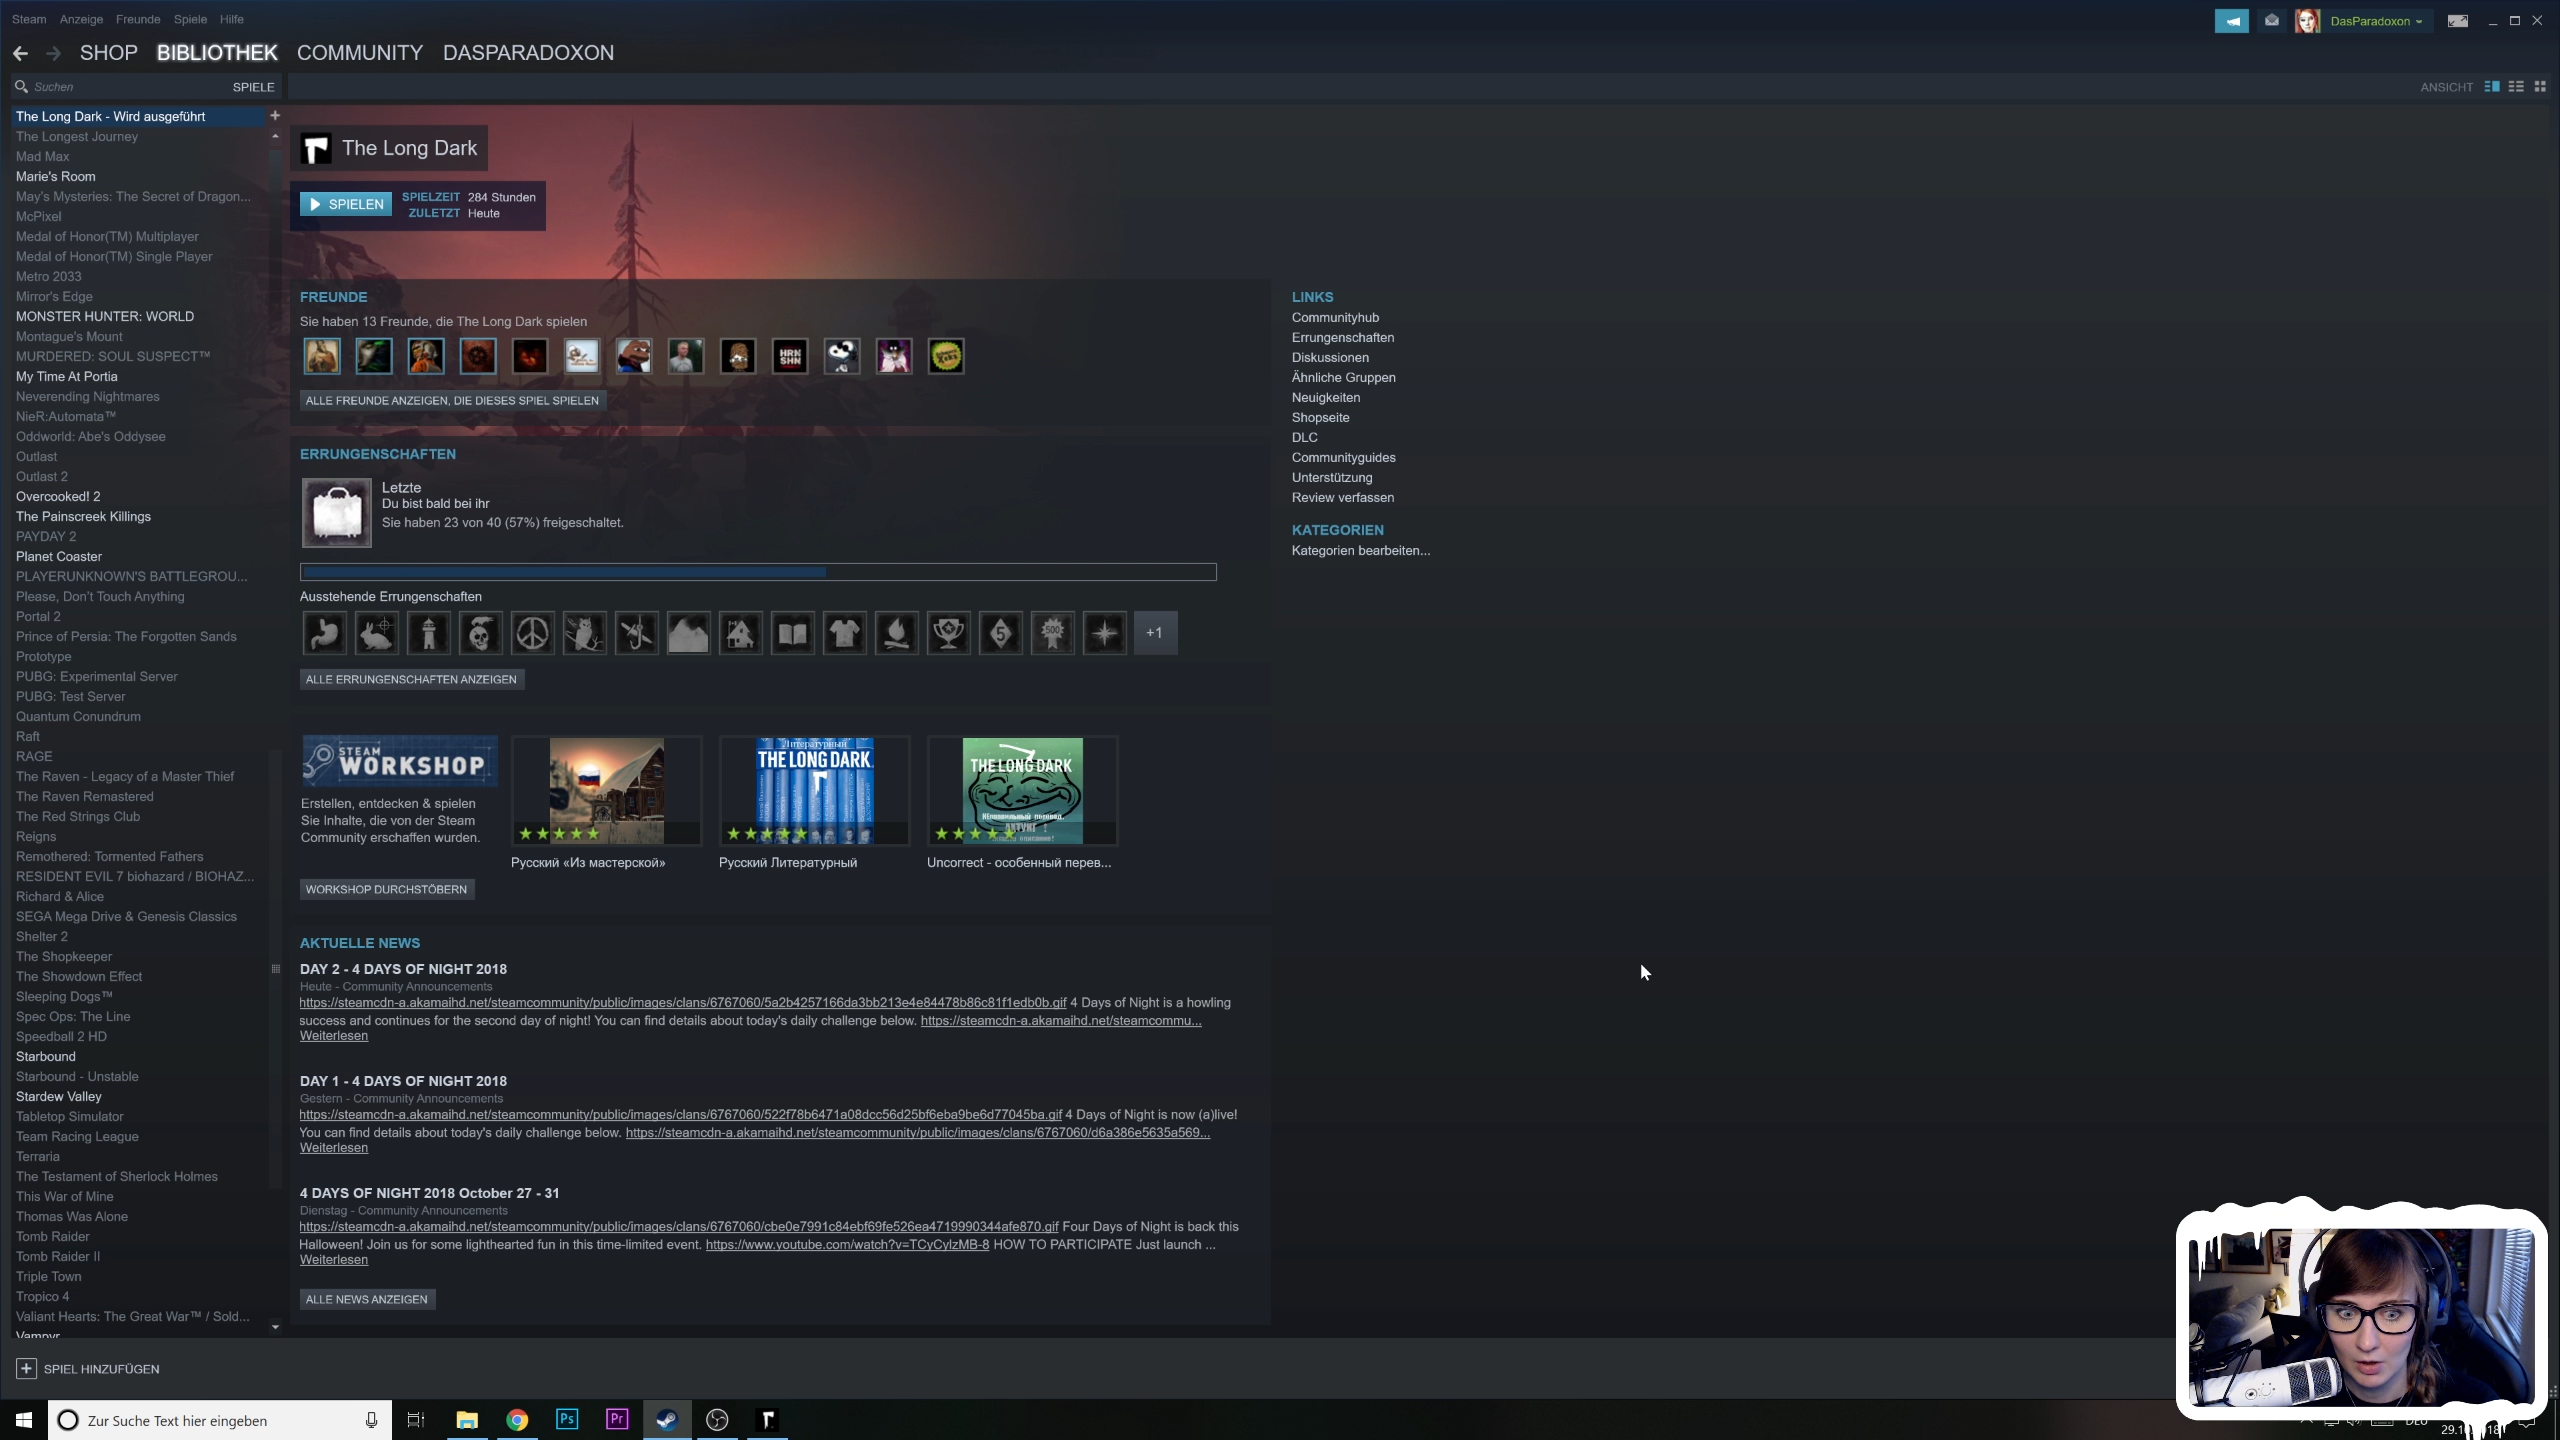 Steam Anzeige Freunde Spiele Hilfe
DasParadoxon
SHOP BIBLIOTHEK COMMUNITY DASPARADOXON
Suchen SPIELE
ANSICHT
The Long Dark - Wird ausgeführt
The Longest Journey
Mad Max
Marie's Room
May's Mysteries: The Secret of Dragon...
McPixel
Medal of Honor(TM) Multiplayer
Medal of Honor(TM) Single Player
Metro 2033
Mirror's Edge
MONSTER HUNTER: WORLD
Montague's Mount
MURDERED: SOUL SUSPECT™
My Time At Portia
Neverending Nightmares
NieR:Automata™
Oddworld: Abe's Oddysee
Outlast
Outlast 2
Overcooked! 2
The Painscreek Killings
PAYDAY 2
Planet Coaster
PLAYERUNKNOWN'S BATTLEGROU...
Please, Don't Touch Anything
Portal 2
Prince of Persia: The Forgotten Sands
Prototype
PUBG: Experimental Server
PUBG: Test Server
Quantum Conundrum
Raft
RAGE
The Raven - Legacy of a Master Thief
The Raven Remastered
The Red Strings Club
Reigns
Remothered: Tormented Fathers
RESIDENT EVIL 7 biohazard / BIOHAZ...
Richard & Alice
SEGA Mega Drive & Genesis Classics
Shelter 2
The Shopkeeper
The Showdown Effect
Sleeping Dogs™
Spec Ops: The Line
Speedball 2 HD
Starbound
Starbound - Unstable
Stardew Valley
Tabletop Simulator
Team Racing League
Terraria
The Testament of Sherlock Holmes
This War of Mine
Thomas Was Alone
Tomb Raider
Tomb Raider II
Triple Town
Tropico 4
Valiant Hearts: The Great War™ / Sold...
Vampyr
SPIEL HINZUFÜGEN
The Long Dark
SPIELEN
SPIELZEIT 284 Stunden
ZULETZT Heute
FREUNDE
Sie haben 13 Freunde, die The Long Dark spielen
HRN
SHN
ALLE FREUNDE ANZEIGEN, DIE DIESES SPIEL SPIELEN
ERRUNGENSCHAFTEN
Letzte
Du bist bald bei ihr
Sie haben 23 von 40 (57%) freigeschaltet.
Ausstehende Errungenschaften
5 500 +1
ALLE ERRUNGENSCHAFTEN ANZEIGEN
STEAM
WORKSHOP
Erstellen, entdecken & spielen
Sie Inhalte, die von der Steam
Community erschaffen wurden.
WORKSHOP DURCHSTÖBERN
Русский «Из мастерской»
Литературный
THE LONG DARK
Русский Литературный
THE LONG DARK
Uncorrect - особенный перев...
AKTUELLE NEWS
DAY 2 - 4 DAYS OF NIGHT 2018
Heute - Community Announcements
https://steamcdn-a.akamaihd.net/steamcommunity/public/images/clans/6767060/5a2b4257166da3bb213e4e84478b86c81f1edb0b.gif 4 Days of Night is a howling
success and continues for the second day of night! You can find details about today's daily challenge below. https://steamcdn-a.akamaihd.net/steamcommu...
Weiterlesen
DAY 1 - 4 DAYS OF NIGHT 2018
Gestern - Community Announcements
https://steamcdn-a.akamaihd.net/steamcommunity/public/images/clans/6767060/522f78b6471a08dcc56d25bf6eba9be6d77045ba.gif 4 Days of Night is now (a)live!
You can find details about today's daily challenge below. https://steamcdn-a.akamaihd.net/steamcommunity/public/images/clans/6767060/d6a386e5635a569...
Weiterlesen
4 DAYS OF NIGHT 2018 October 27 - 31
Dienstag - Community Announcements
https://steamcdn-a.akamaihd.net/steamcommunity/public/images/clans/6767060/cbe0e7991c84ebf69fe526ea4719990344afe870.gif Four Days of Night is back this
Halloween! Join us for some lighthearted fun in this time-limited event. https://www.youtube.com/watch?v=TCyCylzMB-8 HOW TO PARTICIPATE Just launch ...
Weiterlesen
ALLE NEWS ANZEIGEN
LINKS
Communityhub
Errungenschaften
Diskussionen
Ähnliche Gruppen
Neuigkeiten
Shopseite
DLC
Communityguides
Unterstützung
Review verfassen
KATEGORIEN
Kategorien bearbeiten...
Zur Suche Text hier eingeben
Ps Pr
DEU